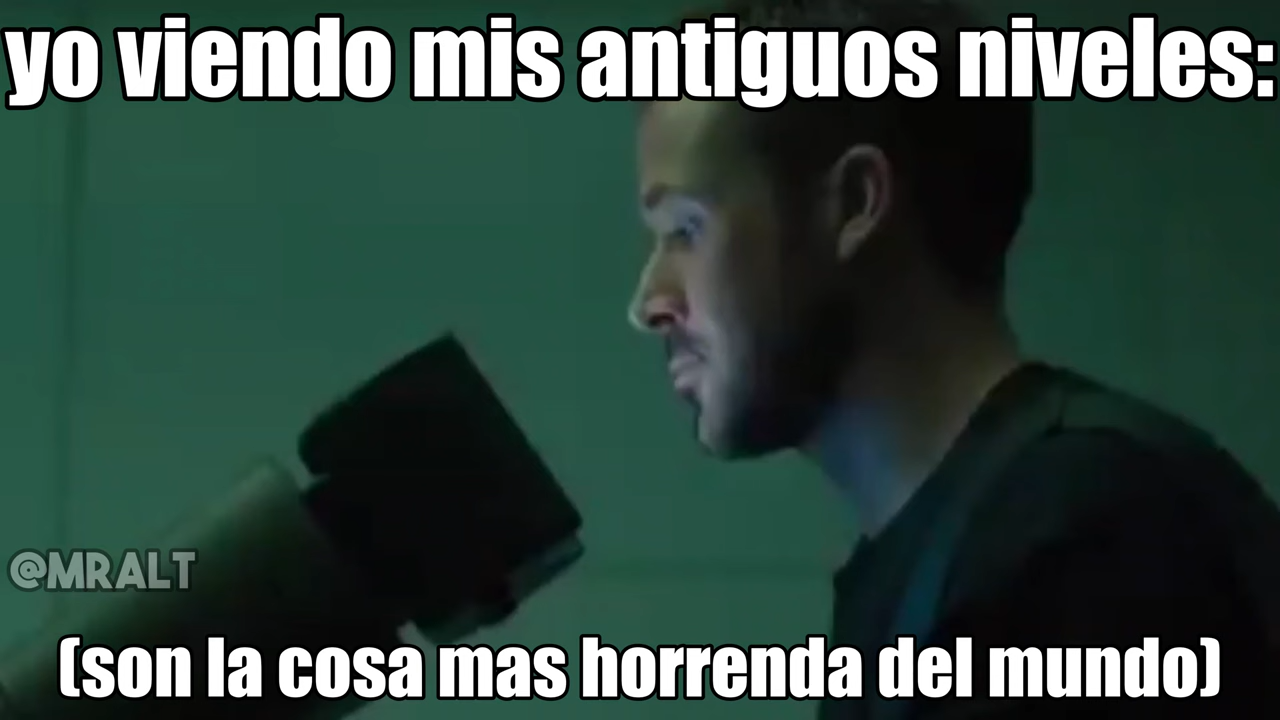 yo viendo mis antiguos niveles:
@MRALT
(son la cosa mas horrenda del mundo)